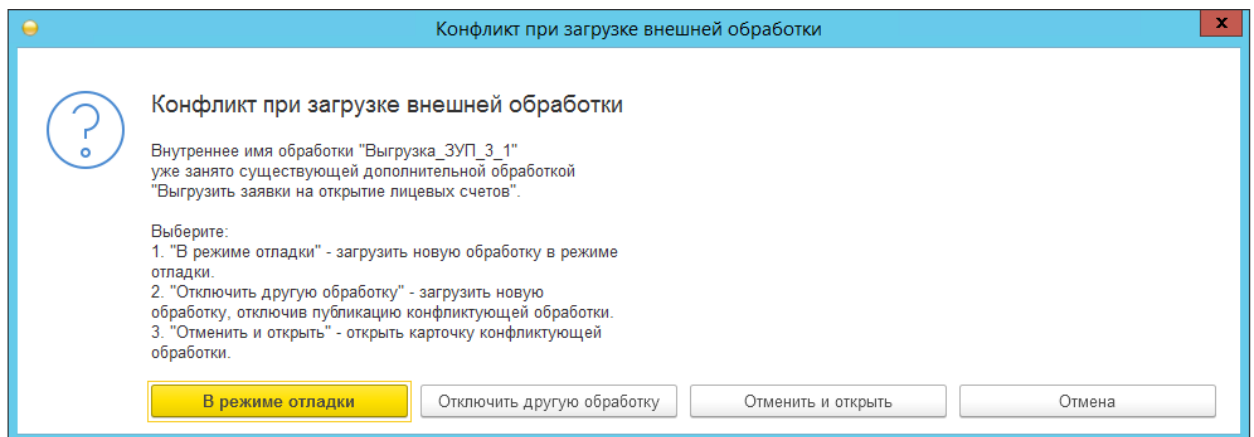 Конфликт при загрузке внешней обработки
x
Конфликт при загрузке внешней обработки
Внутреннее имя обработки "Выгрузка_ЗУП_3_1"
уже занято существующей дополнительной обработкой
"Выгрузить заявки на открытие лицевых счетов".
Выберите:
1. "В режиме отладки" - загрузить новую обработку в режиме
отладки.
2. "Отключить другую обработку" - загрузить новую
обработку, отключив публикацию конфликтующей обработки.
3. "Отменить и открыть" - открыть карточку конфликтующей
обработки.
В режиме отладки Отключить другую обработку Отменить и открыть Отмена